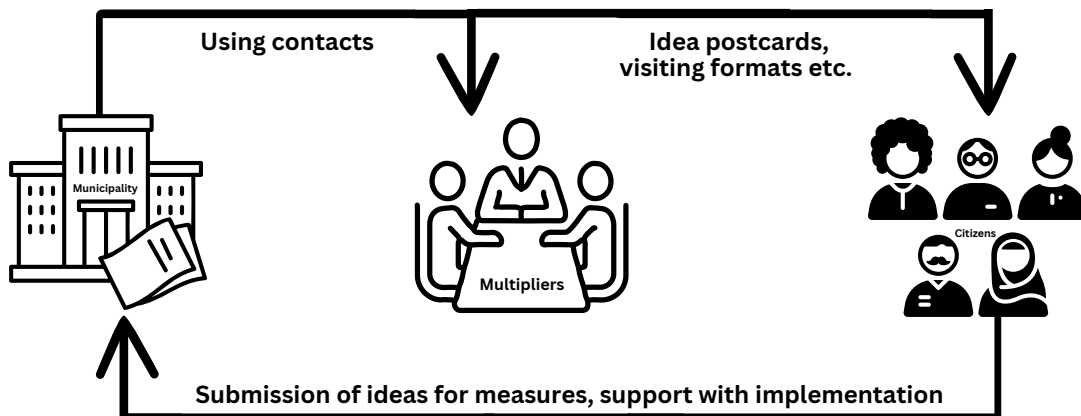 Using contacts
Idea postcards,
visiting formats etc.
Municipality
Citizens
Multipliers
Submission of ideas for measures, support with implementation